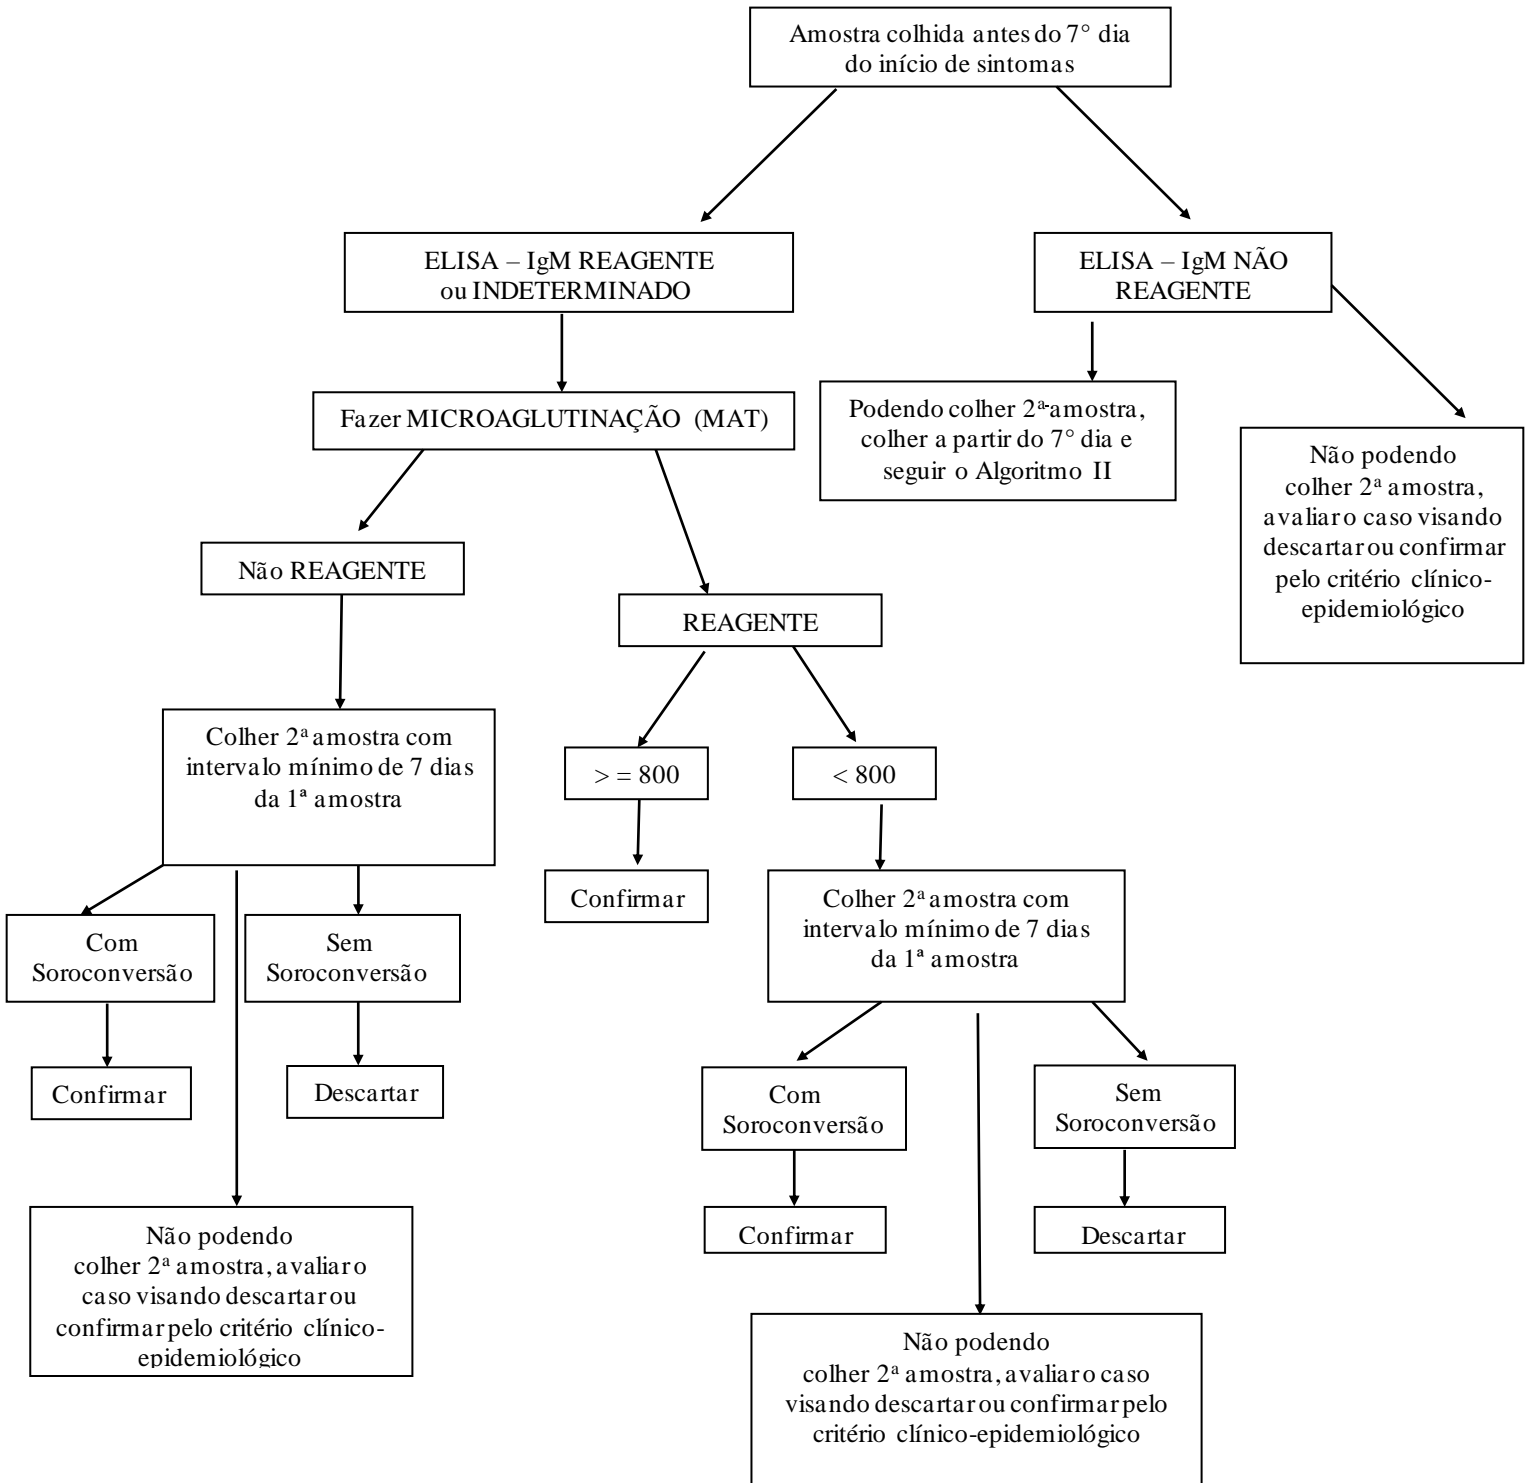 Amostra colhida antes do 7° dia
do início de sintomas
ELISA – IgM REAGENTE
ou INDETERMINADO
ELISA – IgM NÃO
REAGENTE
Fazer MICROAGLUTINAÇÃO (MAT)
Podendo colher 2ª amostra,
colher a partir do 7° dia e
seguir o Algoritmo II
Não podendo
colher 2ª amostra,
avaliar o caso visando
descartar ou confirmar
pelo critério clínico-
epidemiológico
Não REAGENTE
REAGENTE
Colher 2ª amostra com
intervalo mínimo de 7 dias
da 1ª amostra
> = 800
< 800
Confirmar
Colher 2ª amostra com
intervalo mínimo de 7 dias
da 1ª amostra
Com
Soroconversão
Sem
Soroconversão
Confirmar
Descartar
Com
Soroconversão
Sem
Soroconversão
Confirmar
Descartar
Não podendo
colher 2ª amostra, avaliar o
caso visando descartar ou
confirmar pelo critério clínico-
epidemiológico
Não podendo
colher 2ª amostra, avaliar o caso
visando descartar ou confirmar pelo
critério clínico-epidemiológico